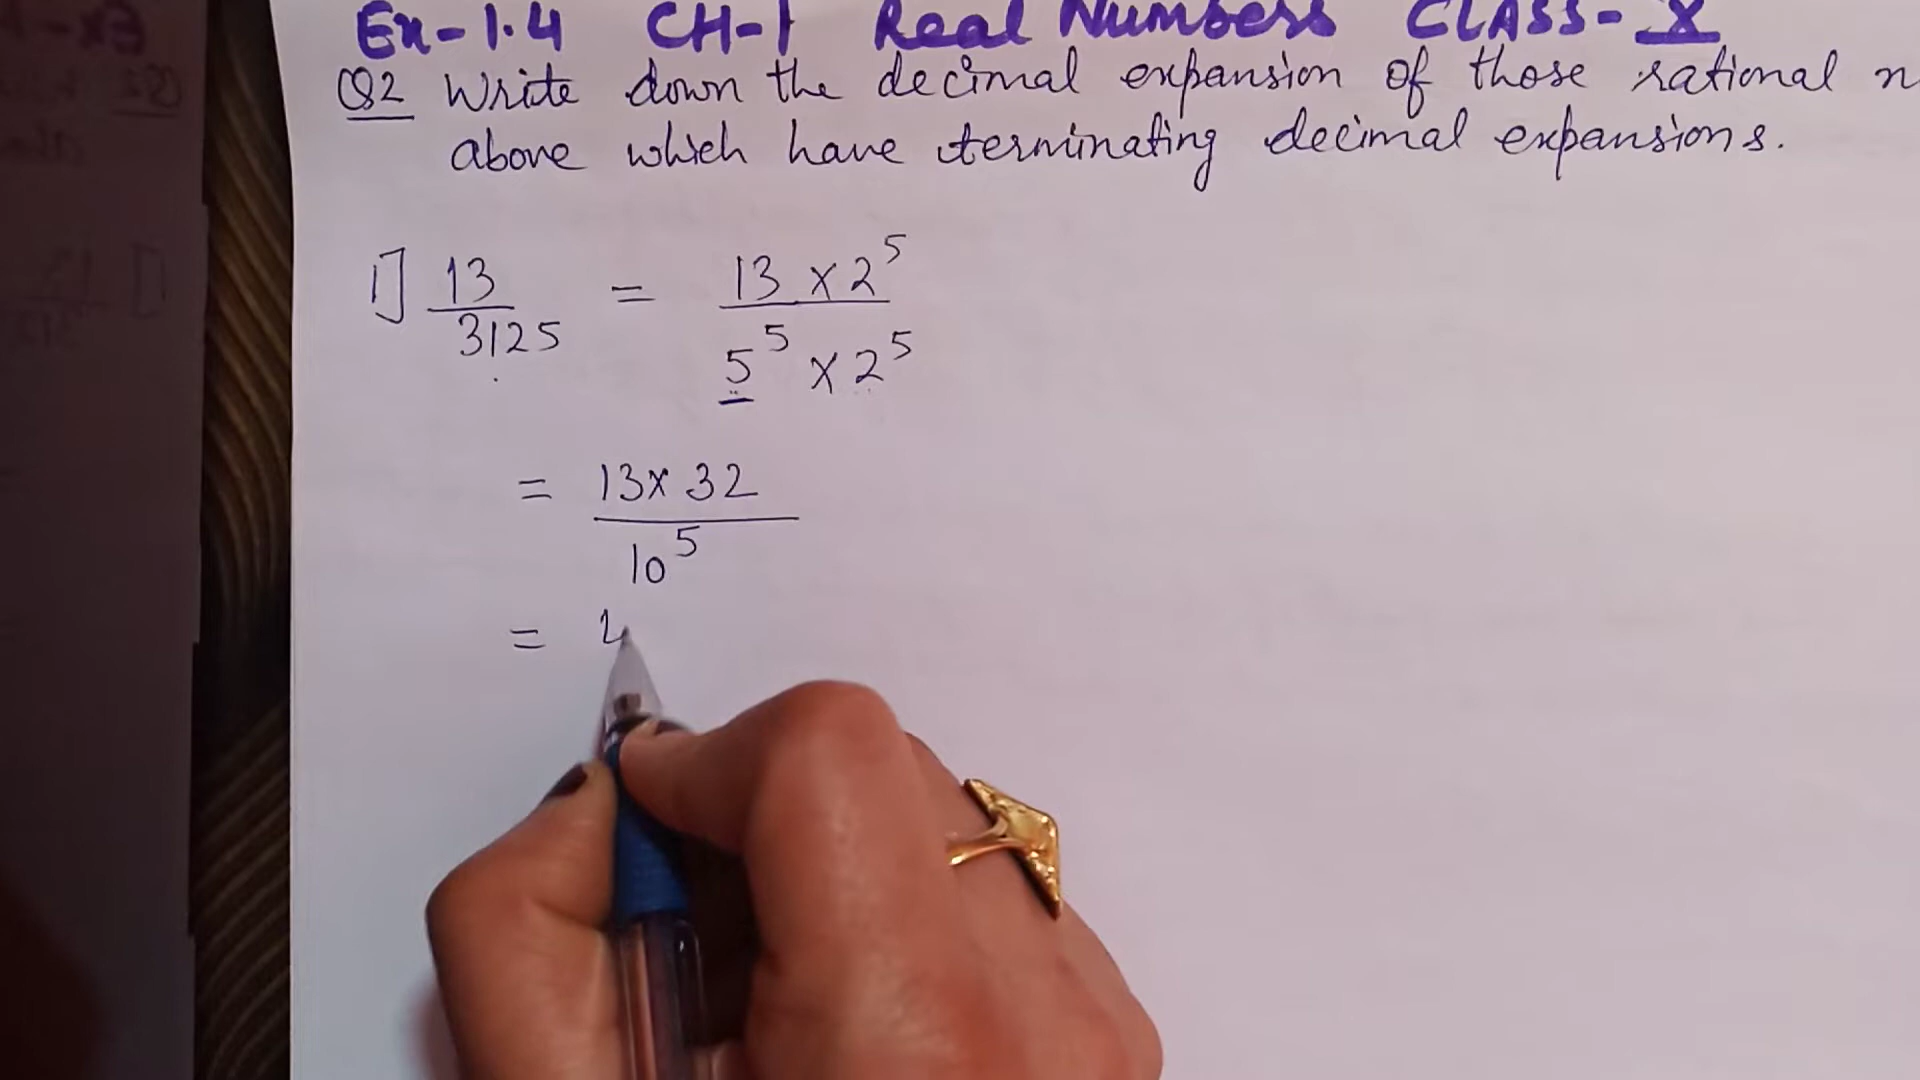 Ex-1.4 CH-1 Real Numbers CLASS-X
Q2 Write down the decimal expansion of those rational n
above which have terminating decimal expansions.
1] 13/3125 = 13 × 2^5 / 5^5 × 2^5
= 13 × 32 / 10^5
= 4